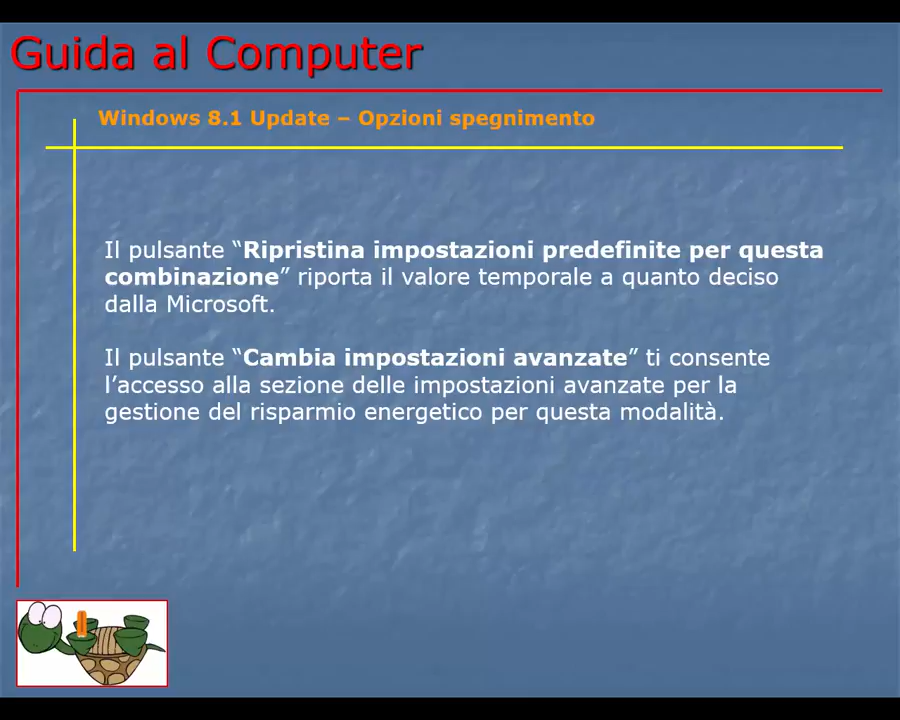 Guida al Computer
Windows 8.1 Update – Opzioni spegnimento
Il pulsante “Ripristina impostazioni predefinite per questa
combinazione” riporta il valore temporale a quanto deciso
dalla Microsoft.
Il pulsante “Cambia impostazioni avanzate” ti consente
l’accesso alla sezione delle impostazioni avanzate per la
gestione del risparmio energetico per questa modalità.